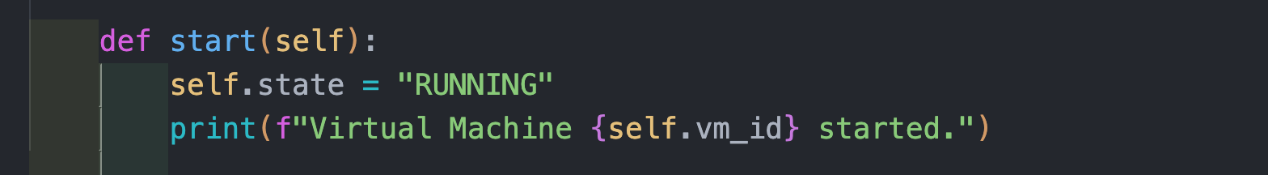 def start(self):
self.state = "RUNNING"
print(f"Virtual Machine {self.vm_id} started.")